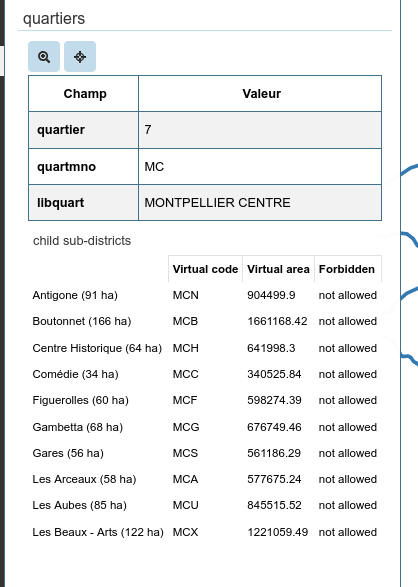 quartiers
Champ Valeur
quartier 7
quartmno MC
libquart MONTPELLIER CENTRE
child sub-districts
Virtual code Virtual area Forbidden
Antigone (91 ha) MCN 904499.9 not allowed
Boutonnet (166 ha) MCB 1661168.42 not allowed
Centre Historique (64 ha) MCH 641998.3 not allowed
Comédie (34 ha) MCC 340525.84 not allowed
Figuerolles (60 ha) MCF 598274.39 not allowed
Gambetta (68 ha) MCG 676749.46 not allowed
Gares (56 ha) MCS 561186.29 not allowed
Les Arceaux (58 ha) MCA 577675.24 not allowed
Les Aubes (85 ha) MCU 845515.52 not allowed
Les Beaux - Arts (122 ha) MCX 1221059.49 not allowed